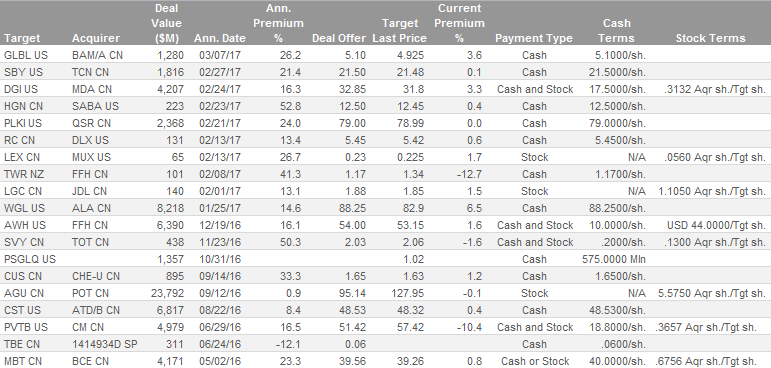 Deal Ann. Target Current
Value Premium Premium Cash
Target Acquirer ($M) Ann. Date % Deal Offer Last Price % Payment Type Terms Stock Terms
GLBL US BAM/A CN 1,280 03/07/17 26.2 5.10 4.925 3.6 Cash 5.1000/sh.
SBY US TCN CN 1,816 02/27/17 21.4 21.50 21.48 0.1 Cash 21.5000/sh.
DGI US MDA CN 4,207 02/24/17 16.3 32.85 31.8 3.3 Cash and Stock 17.5000/sh. .3132 Aqr sh./Tgt sh.
HGN CN SABA US 223 02/23/17 52.8 12.50 12.45 0.4 Cash 12.5000/sh.
PLKI US QSR CN 2,368 02/21/17 24.0 79.00 78.99 0.0 Cash 79.0000/sh.
RC CN DLX US 131 02/13/17 13.4 5.45 5.42 0.6 Cash 5.4500/sh.
LEX CN MUX US 65 02/13/17 26.7 0.23 0.225 1.7 Stock N/A .0560 Aqr sh./Tgt sh.
TWR NZ FFH CN 101 02/08/17 41.3 1.17 1.34 -12.7 Cash 1.1700/sh.
LGC CN JDL CN 140 02/01/17 13.1 1.88 1.85 1.5 Stock N/A 1.1050 Aqr sh./Tgt sh.
WGL US ALA CN 8,218 01/25/17 14.6 88.25 82.9 6.5 Cash 88.2500/sh.
AWH US FFH CN 6,390 12/19/16 16.1 54.00 53.15 1.6 Cash and Stock 10.0000/sh. USD 44.0000/Tgt sh.
SVY CN TOT CN 438 11/23/16 50.3 2.03 2.06 -1.6 Cash and Stock .2000/sh. .1300 Aqr sh./Tgt sh.
PSGLQ US 1,357 10/31/16 1.02 Cash 575.0000 Mln
CUS CN CHE-U CN 895 09/14/16 33.3 1.65 1.63 1.2 Cash 1.6500/sh.
AGU CN POT CN 23,792 09/12/16 0.9 95.14 127.95 -0.1 Stock N/A 5.5750 Aqr sh./Tgt sh.
CST US ATD/B CN 6,817 08/22/16 8.4 48.53 48.32 0.4 Cash 48.5300/sh.
PVTB US CM CN 4,979 06/29/16 16.5 51.42 57.42 -10.4 Cash and Stock 18.8000/sh. .3657 Aqr sh./Tgt sh.
TBE CN 1414934D SP 311 06/24/16 -12.1 0.06 Cash .0600/sh.
MBT CN BCE CN 4,171 05/02/16 23.3 39.56 39.26 0.8 Cash or Stock 40.0000/sh. .6756 Aqr sh./Tgt sh.